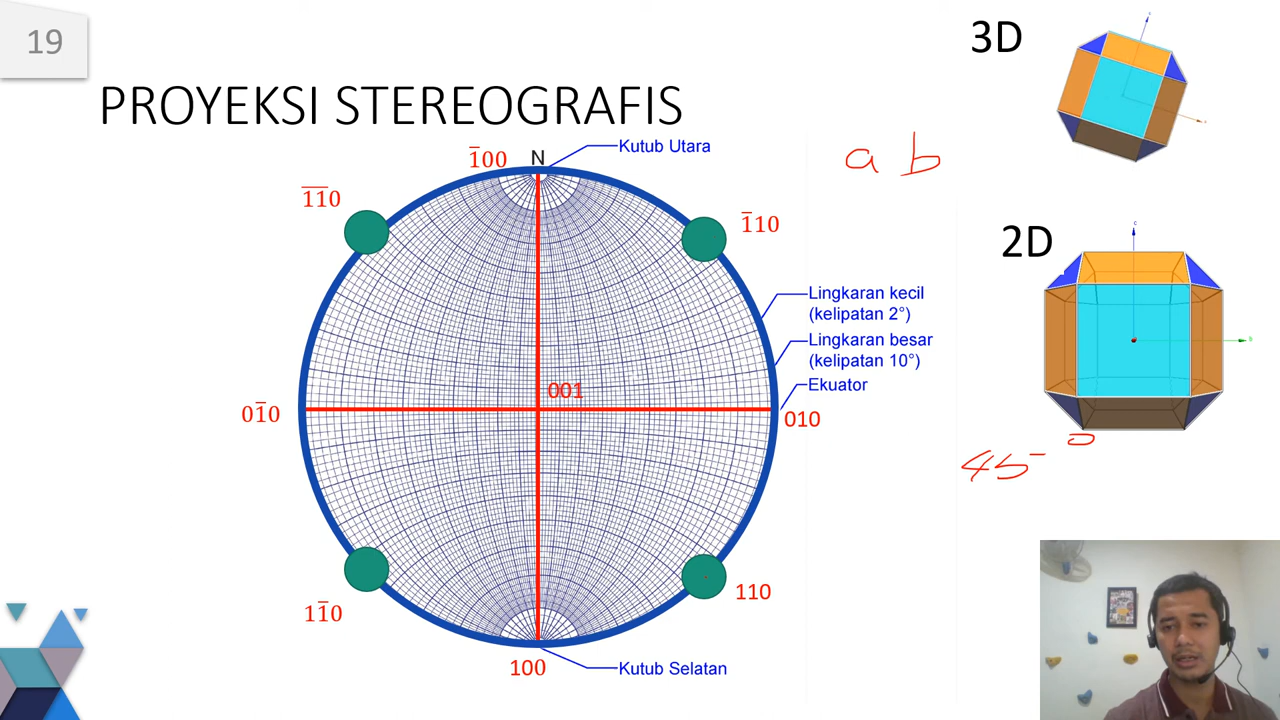 19
3D
PROYEKSI STEREOGRAFIS
1̅00
N
Kutub Utara
a b
1̅1̅0
1̅10
2D
Lingkaran kecil
(kelipatan 2°)
Lingkaran besar
(kelipatan 10°)
001
Ekuator
01̅0
010
45
11̅0
110
100
Kutub Selatan